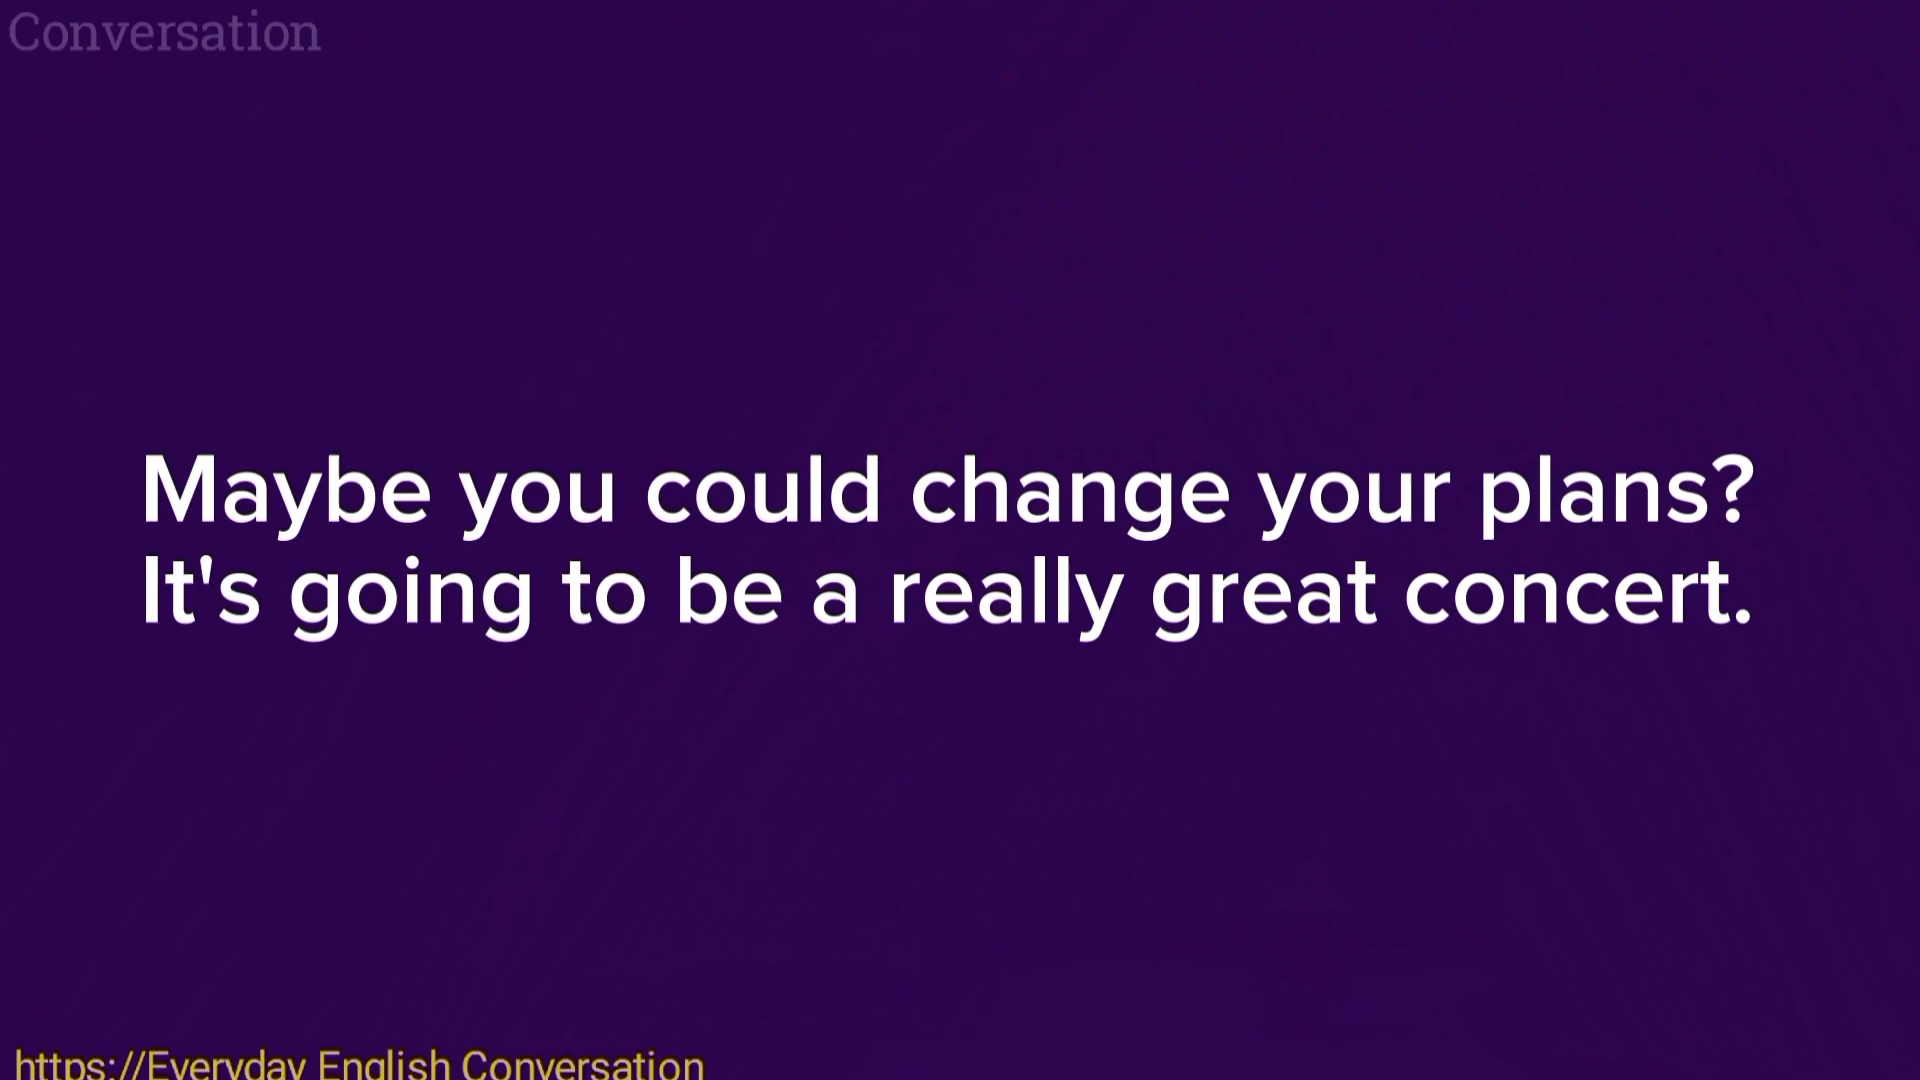 Conversation
Maybe you could change your plans?
It's going to be a really great concert.
https://Everyday English Conversation